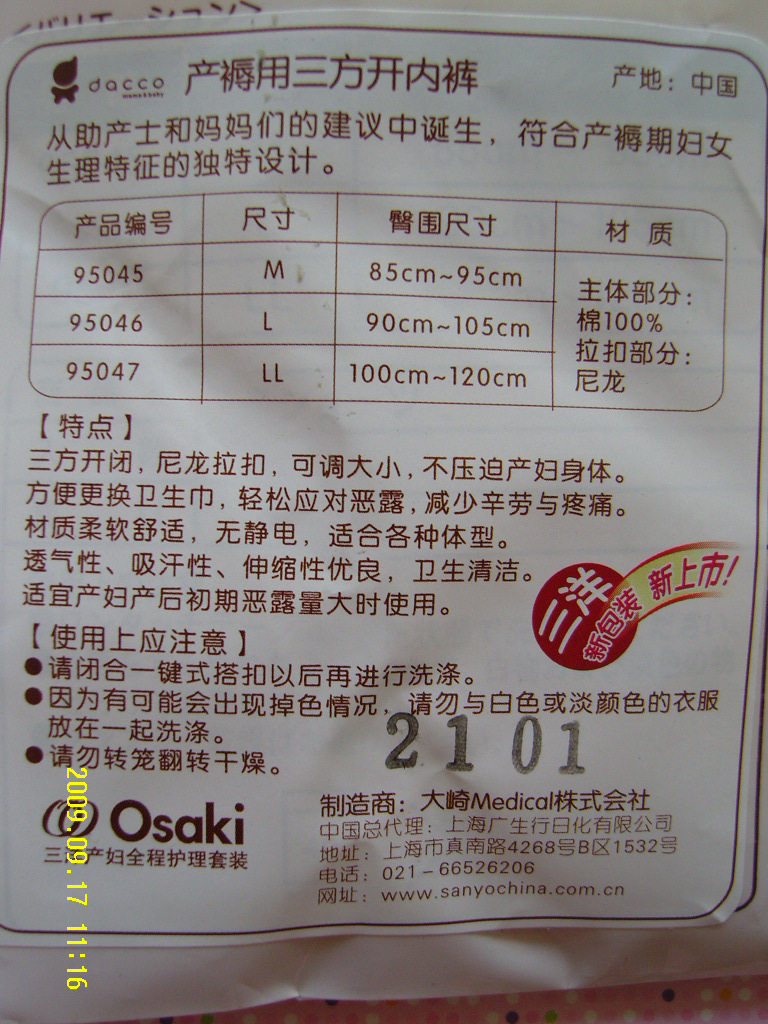 dacco
mama & baby
产褥用三方开内裤
产地：中国
从助产士和妈妈们的建议中诞生，符合产褥期妇女
生理特征的独特设计。
产品编号 尺寸 臀围尺寸 材 质
95045 M 85cm~95cm
95046 L 90cm~105cm
95047 LL 100cm~120cm
主体部分：
棉100%
拉扣部分：
尼龙
【特点】
三方开闭，尼龙拉扣，可调大小，不压迫产妇身体。
方便更换卫生巾，轻松应对恶露，减少辛劳与疼痛。
材质柔软舒适，无静电，适合各种体型。
透气性、吸汗性、伸缩性优良，卫生清洁。
适宜产妇产后初期恶露量大时使用。
三洋
新包装 新上市！
【使用上应注意】
●请闭合一键式搭扣以后再进行洗涤。
●因为有可能会出现掉色情况，请勿与白色或淡颜色的衣服
放在一起洗涤。
●请勿转笼翻转干燥。
21 01
Osaki
三洋产妇全程护理套装
制造商：大崎Medical株式会社
中国总代理：上海广生行日化有限公司
地址：上海市真南路4268号B区1532号
电话：021-66526206
网址：www.sanyochina.com.cn
2009.09.17 11:16